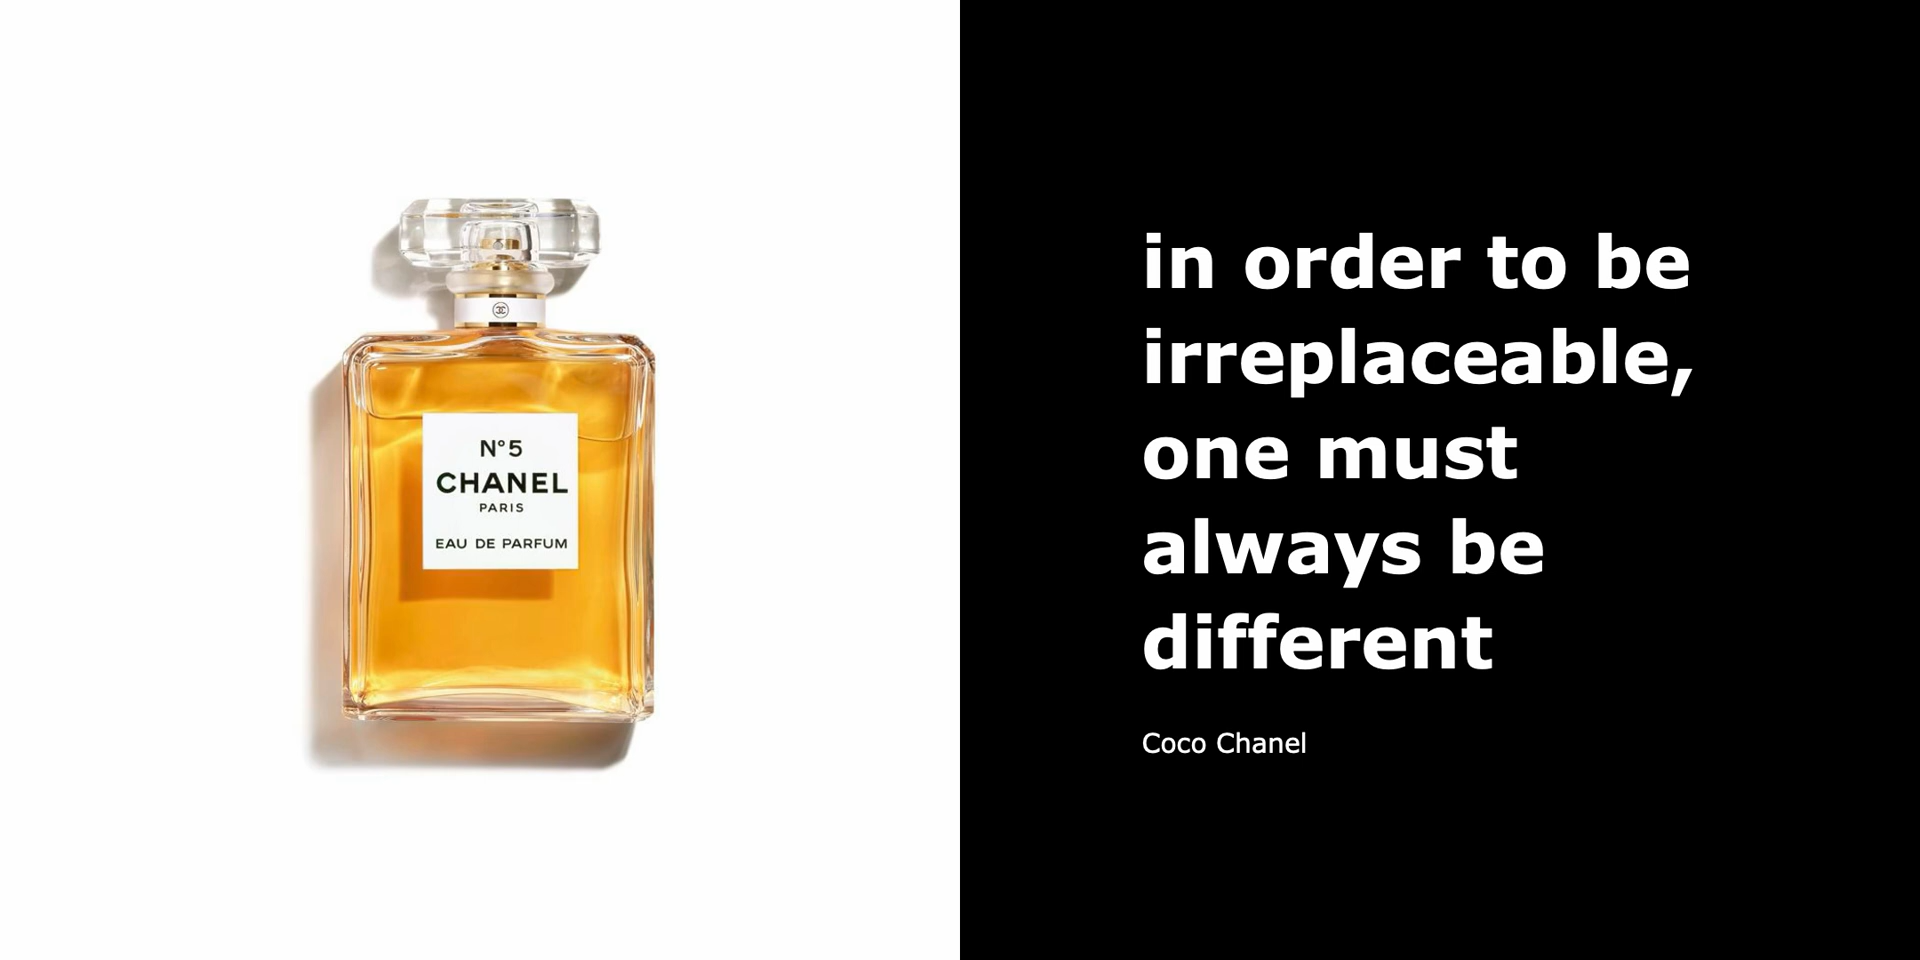 N°5
CHANEL
PARIS
EAU DE PARFUM
in order to be
irreplaceable,
one must
always be
different
Coco Chanel